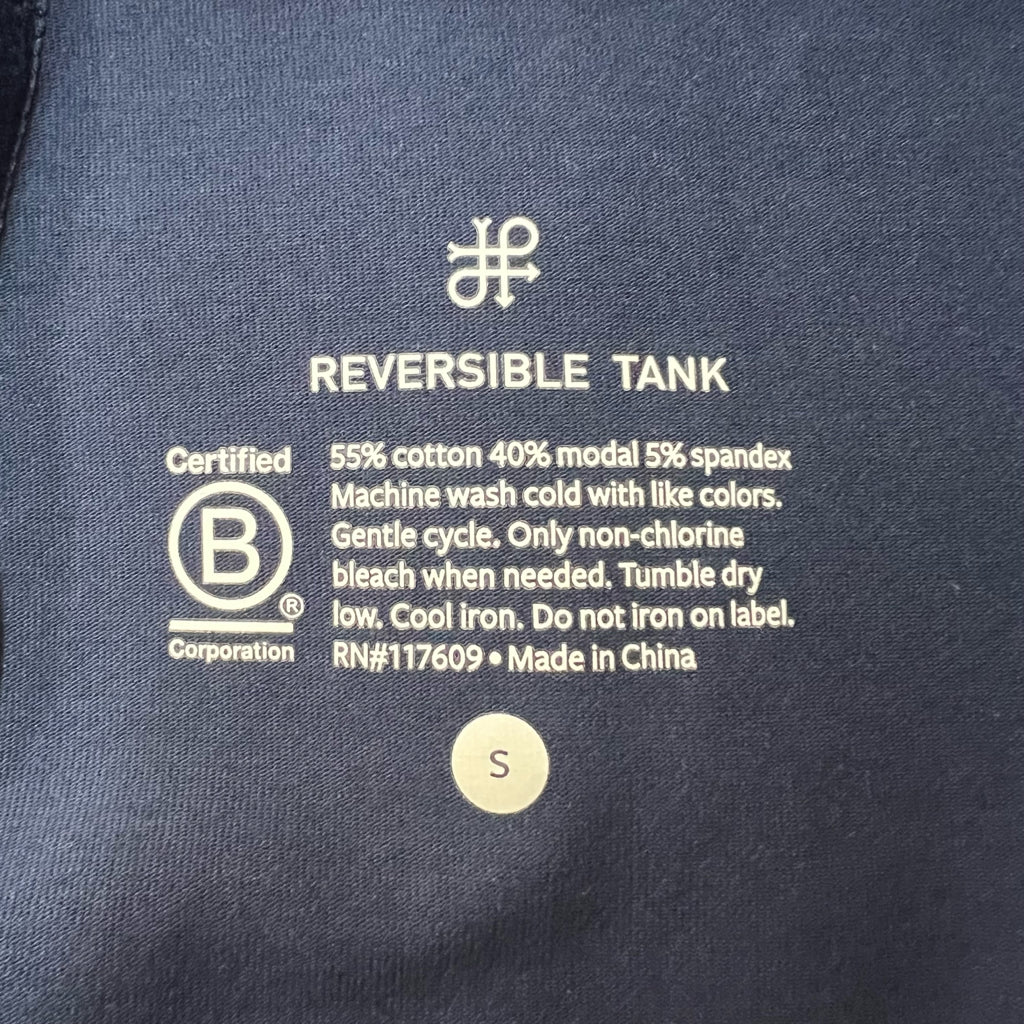 REVERSIBLE TANK
Certified
B
®
Corporation
55% cotton 40% modal 5% spandex
Machine wash cold with like colors.
Gentle cycle. Only non-chlorine
bleach when needed. Tumble dry
low. Cool iron. Do not iron on label.
RN#117609 • Made in China
S